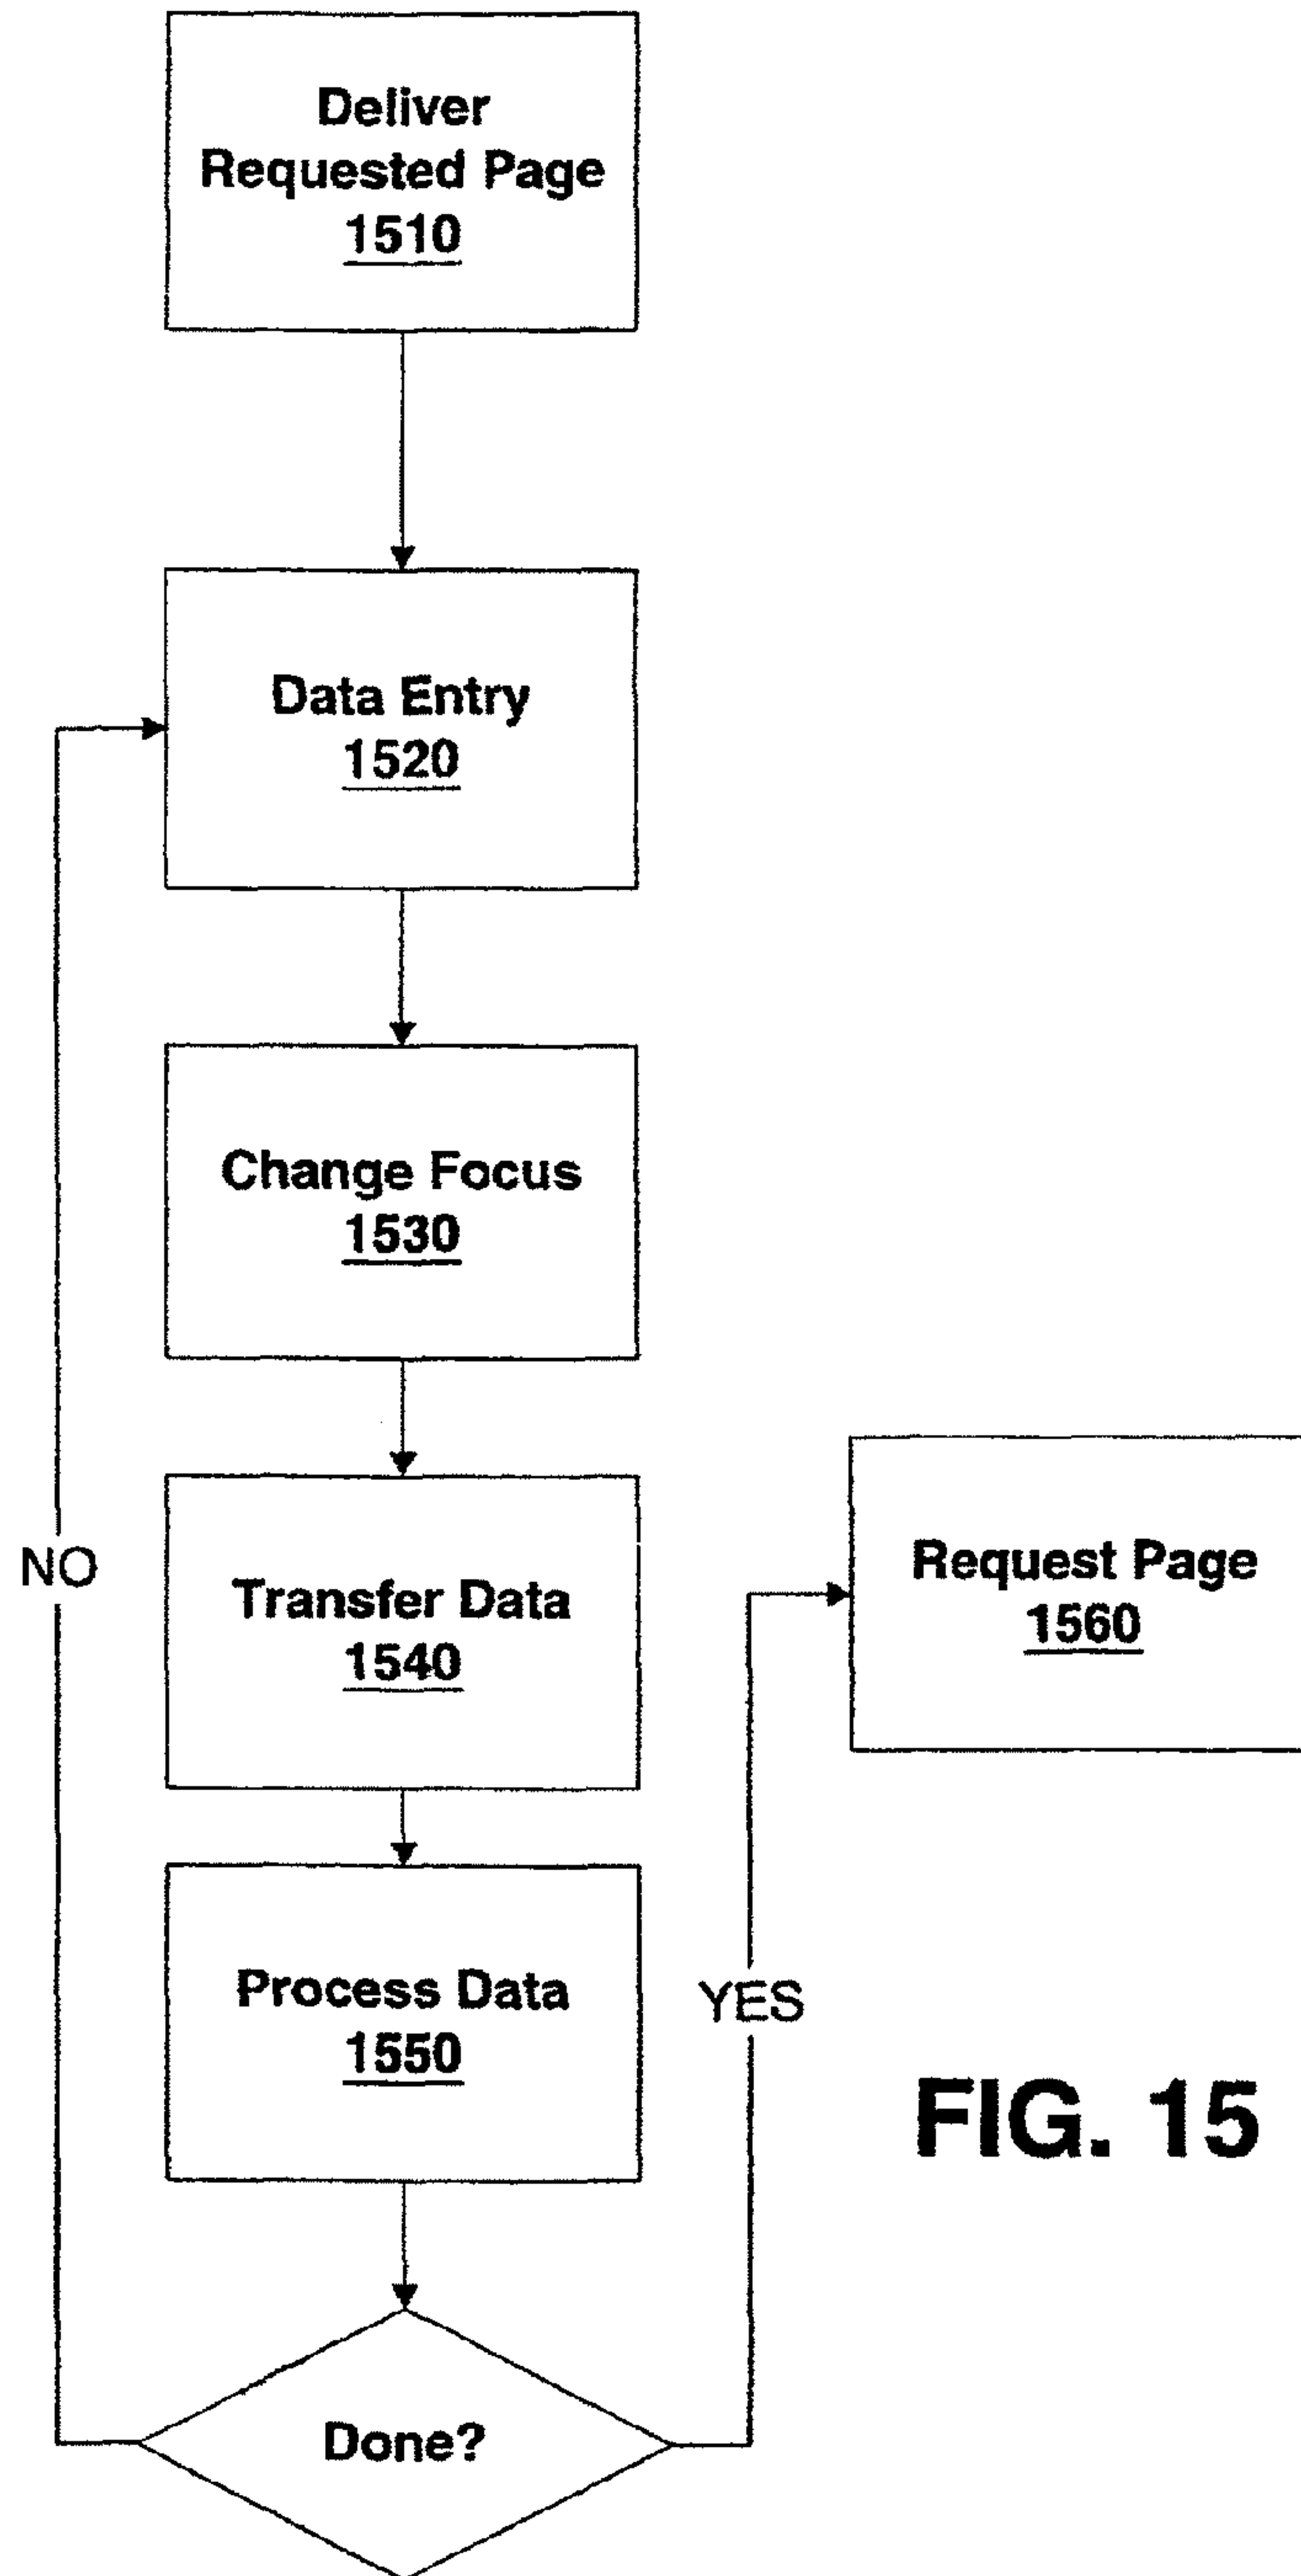 Deliver
Requested Page
1510
Data Entry
1520
Change Focus
1530
NO
Transfer Data
1540
Request Page
1560
Process Data
1550
YES
FIG. 15
Done?